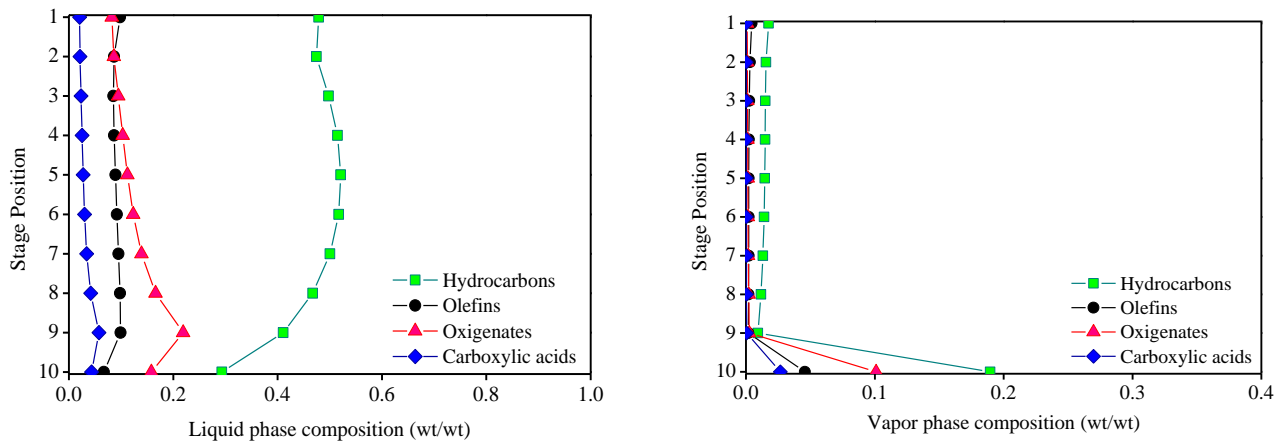 1
2
3
4
5
6
7
8
9
10
Stage Position
0.0
0.2
0.4
0.6
0.8
1.0
Liquid phase composition (wt/wt)
Hydrocarbons
Olefins
Oxigenates
Carboxylic acids
1
2
3
4
5
6
7
8
9
10
Stage Position
0.0
0.1
0.2
0.3
0.4
Vapor phase composition (wt/wt)
Hydrocarbons
Olefins
Oxigenates
Carboxylic acids